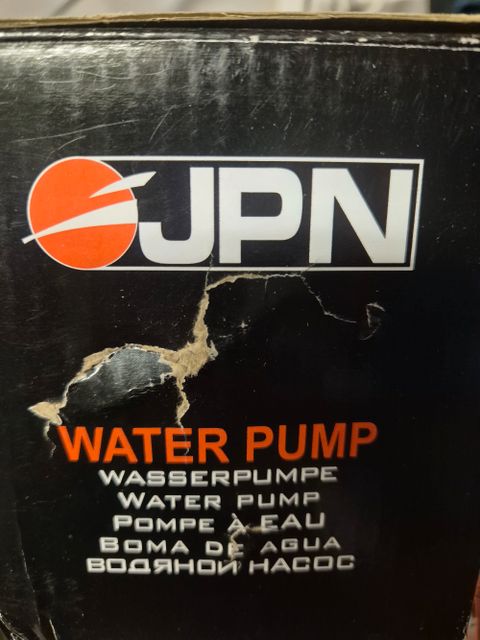 JPN
WATER PUMP
WASSERPUMPE
WATER PUMP
POMPE À EAU
BOMA DE AGUA
ВОДЯНОЙ НАСОС